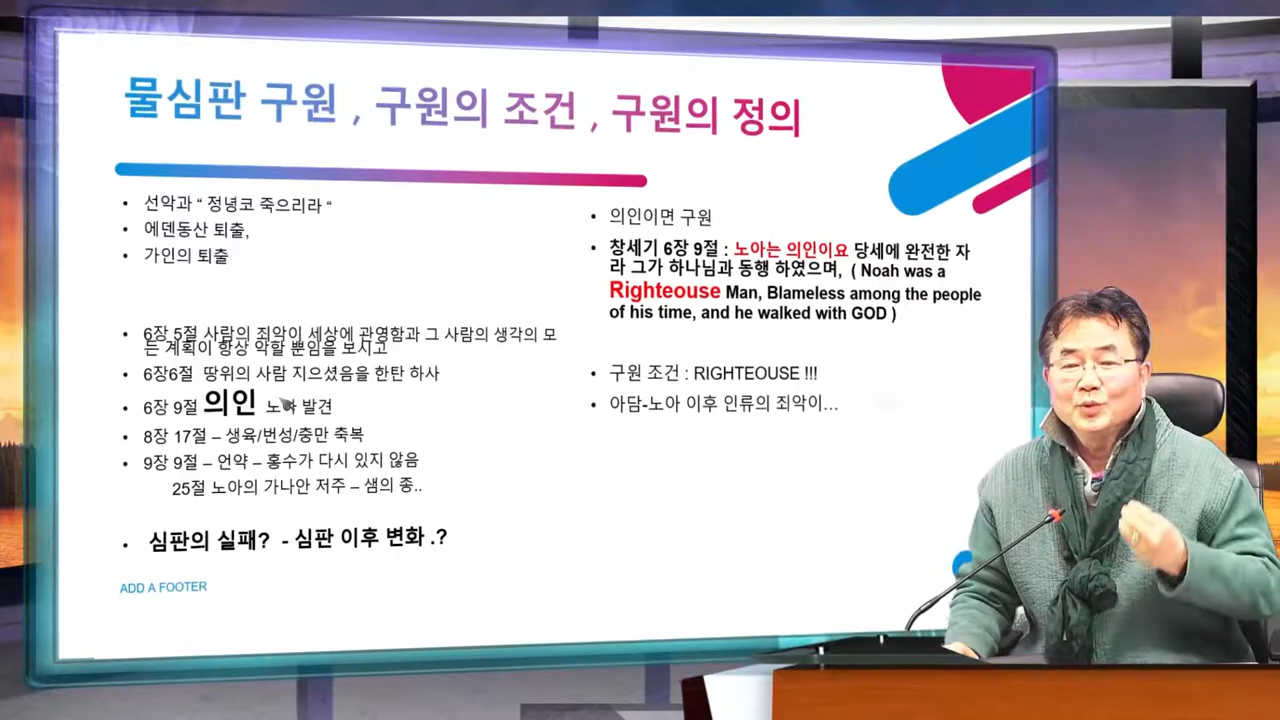 물심판 구원 , 구원의 조건 , 구원의 정의
• 선악과 “ 정녕코 죽으리라 “
• 에덴동산 퇴출,
• 가인의 퇴출
• 6장 5절 사람의 죄악이 세상에 관영함과 그 사람의 생각의 모
든 계획이 항상 악할 뿐임을 보시고
• 6장6절 땅위의 사람 지으셨음을 한탄 하사
• 6장 9절 의인 노아 발견
• 8장 17절 – 생육/번성/충만 축복
• 9장 9절 – 언약 – 홍수가 다시 있지 않음
25절 노아의 가나안 저주 – 샘의 종..
• 심판의 실패? - 심판 이후 변화 .?
ADD A FOOTER
• 의인이면 구원
• 창세기 6장 9절 : 노아는 의인이요 당세에 완전한 자
라 그가 하나님과 동행 하였으며, ( Noah was a
Righteouse Man, Blameless among the people
of his time, and he walked with GOD )
• 구원 조건 : RIGHTEOUSE !!!
• 아담-노아 이후 인류의 죄악이…